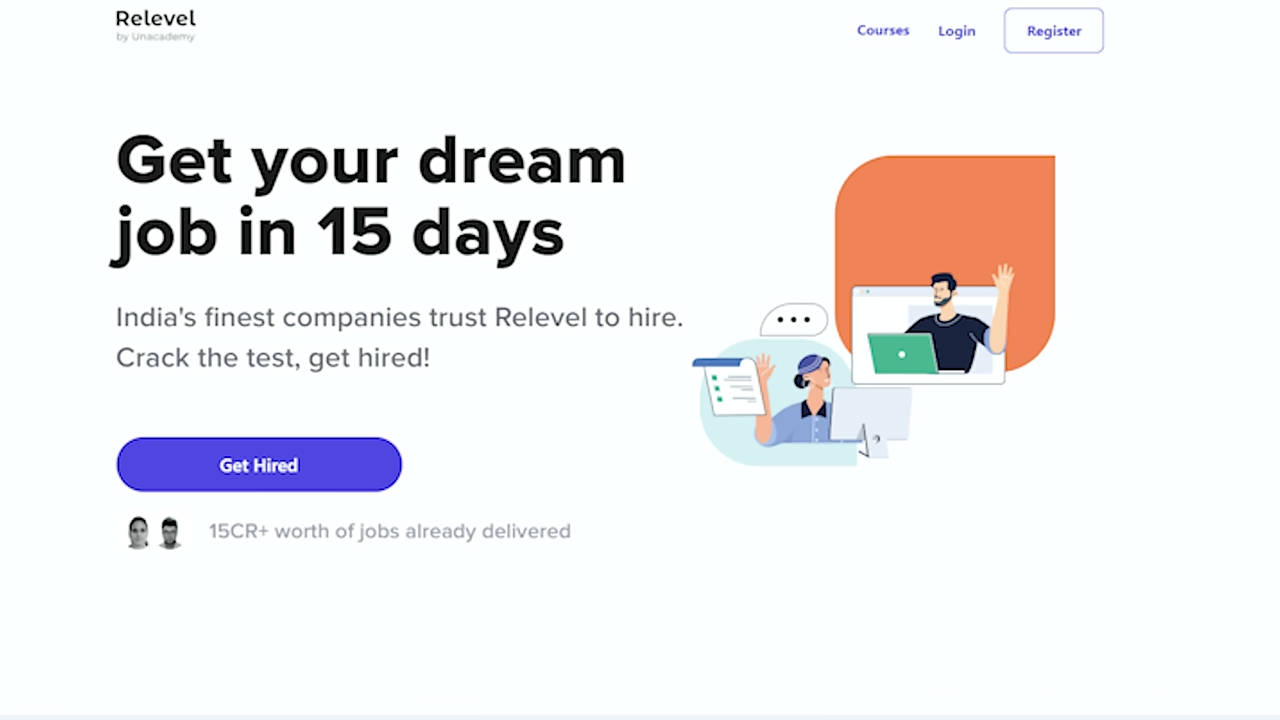 Relevel
by Unacademy
Courses
Login
Register
Get your dream
job in 15 days
India's finest companies trust Relevel to hire.
Crack the test, get hired!
Get Hired
15CR+ worth of jobs already delivered